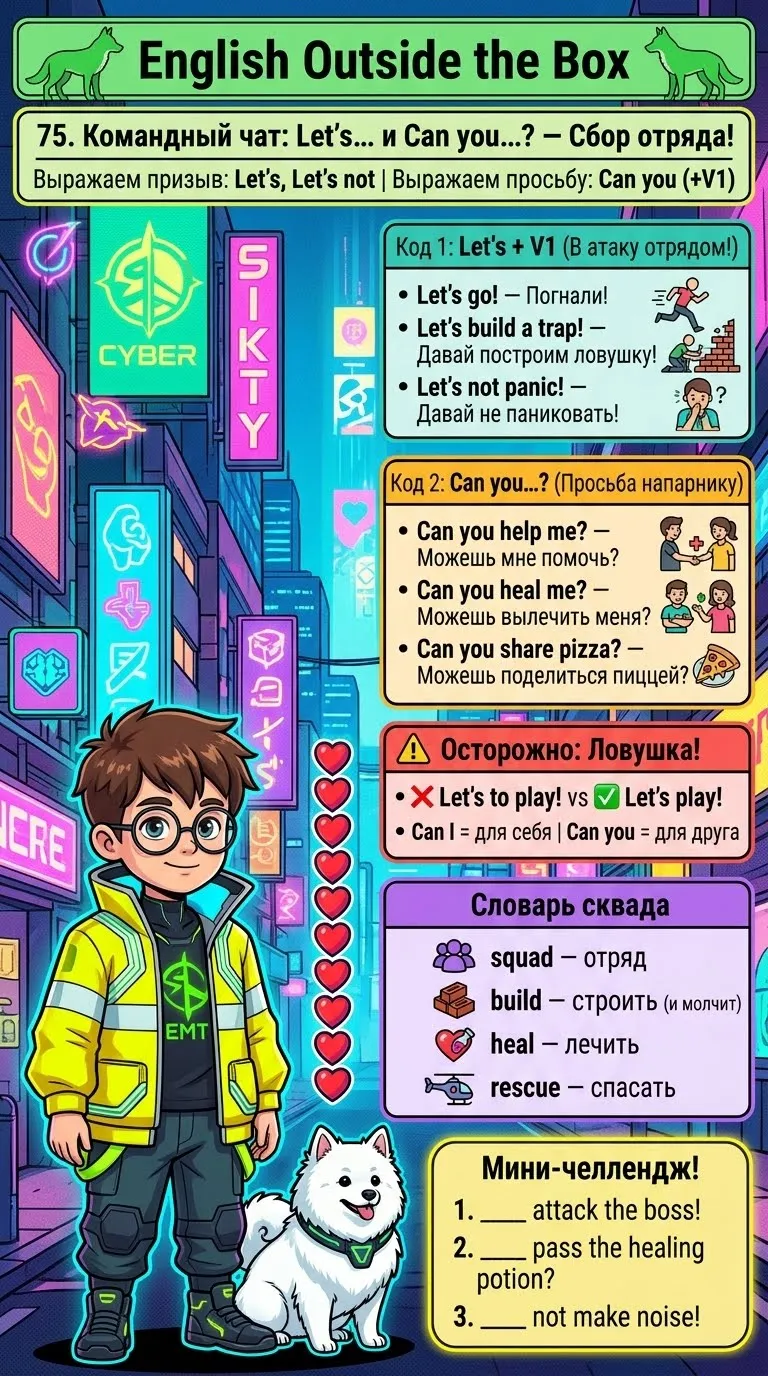 English Outside the Box
75. Командный чат: Let's... и Can you...? — Сбор отряда!
Выражаем призыв: Let's, Let's not | Выражаем просьбу: Can you (+V1)
CYBER
SIKTY
NCRE
EMT
Код 1: Let's + V1 (В атаку отрядом!)
• Let's go! — Погнали!
• Let's build a trap! —
Давай построим ловушку!
• Let's not panic! —
Давай не паниковать!
?
Код 2: Can you...? (Просьба напарнику)
• Can you help me? —
Можешь мне помочь?
• Can you heal me? —
Можешь вылечить меня?
• Can you share pizza? —
Можешь поделиться пиццей?
⚠️ Осторожно: Ловушка!
• ❌ Let's to play! vs ✅ Let's play!
• Can I = для себя | Can you = для друга
Словарь сквада
squad — отряд
build — строить (и молчит)
heal — лечить
rescue — спасать
Мини-челлендж!
1. ____ attack the boss!
2. ____ pass the healing
potion?
3. ____ not make noise!